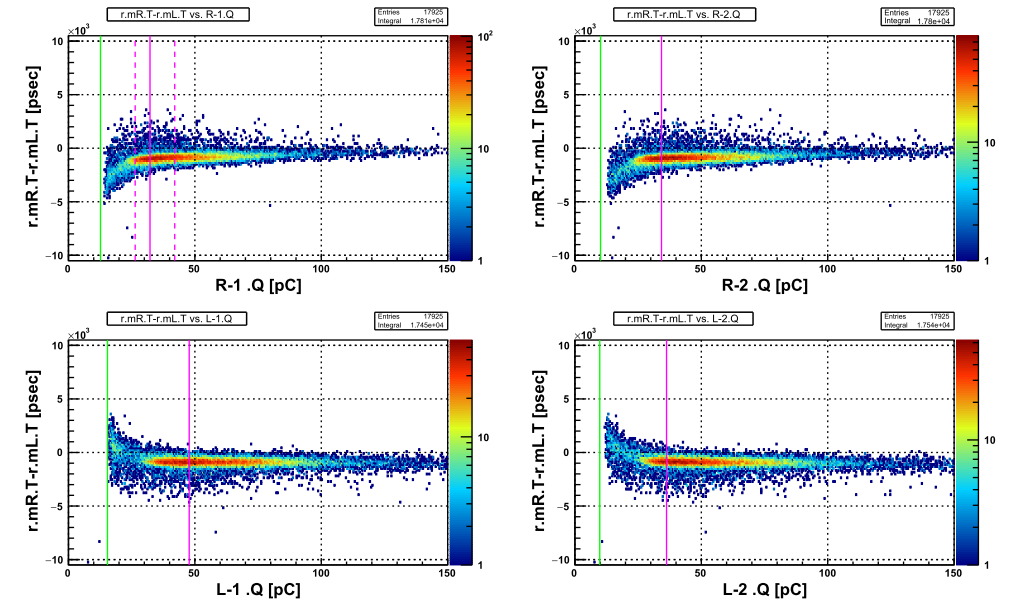 r.mR.T-r.mL.T vs. R-1.Q
Entries 17925
Integral 1.781e+04
×10³
r.mR.T-r.mL.T [psec]
10
5
0
−5
−10
0 50 100 150
R-1 .Q [pC]
10²
10
1
r.mR.T-r.mL.T vs. R-2.Q
Entries 17925
Integral 1.78e+04
×10³
r.mR.T-r.mL.T [psec]
10
5
0
−5
−10
0 50 100 150
R-2 .Q [pC]
10
1
r.mR.T-r.mL.T vs. L-1.Q
Entries 17925
Integral 1.745e+04
×10³
r.mR.T-r.mL.T [psec]
10
5
0
−5
−10
0 50 100 150
L-1 .Q [pC]
10
1
r.mR.T-r.mL.T vs. L-2.Q
Entries 17925
Integral 1.754e+04
×10³
r.mR.T-r.mL.T [psec]
10
5
0
−5
−10
0 50 100 150
L-2 .Q [pC]
10
1